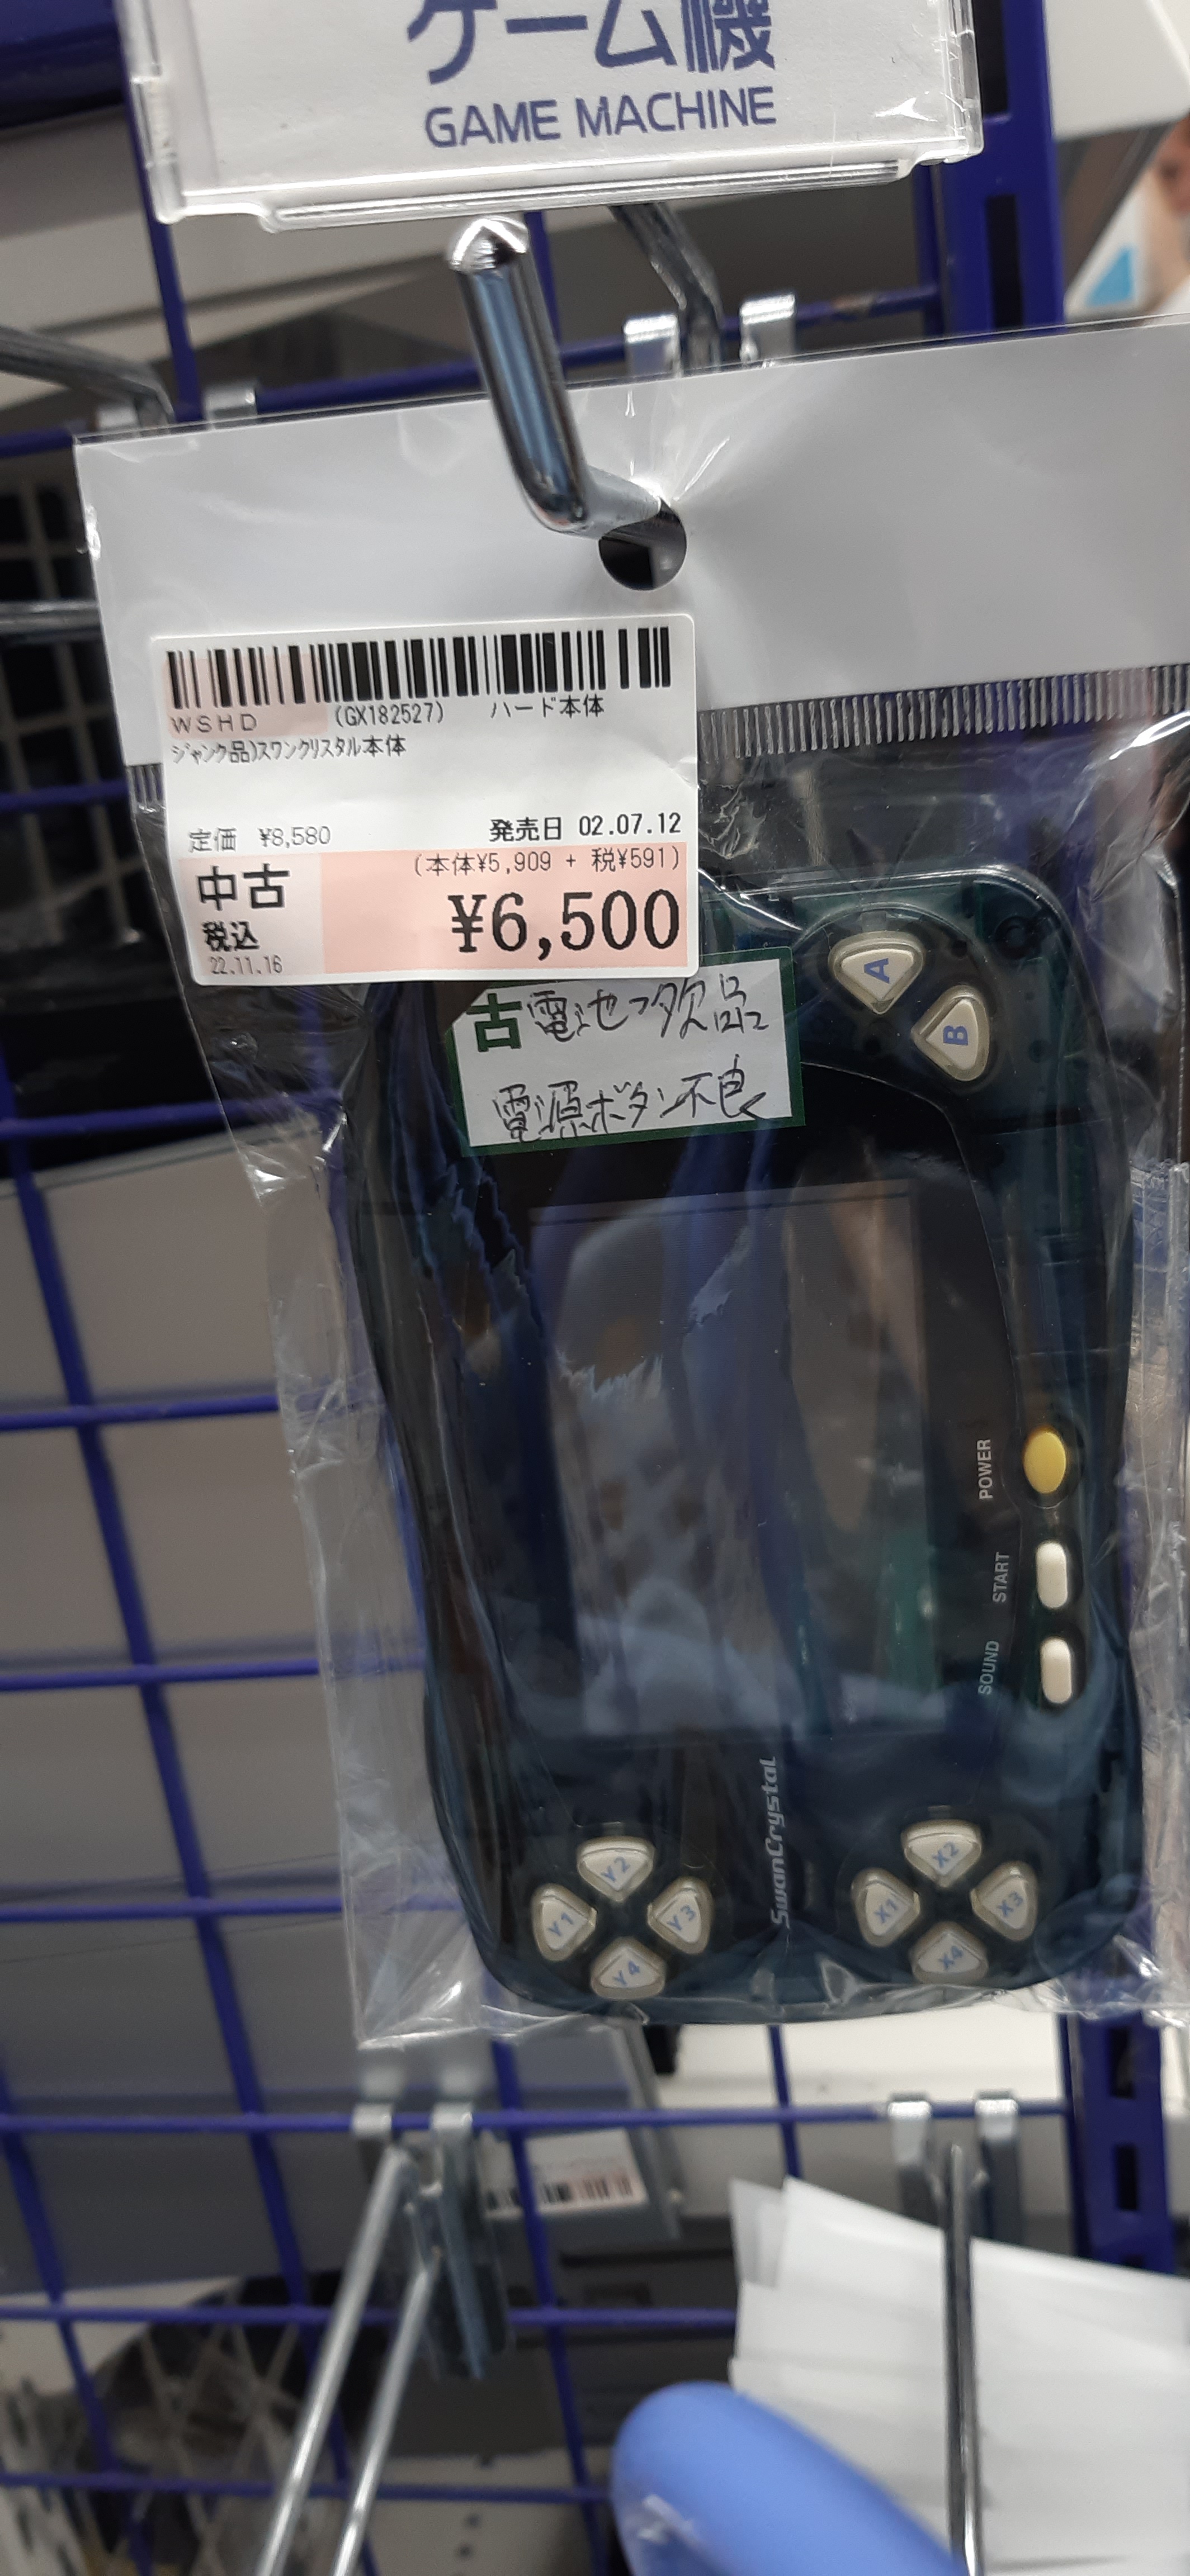 ゲーム機
GAME MACHINE
WSHD (GX182527) ハード本体
ジャンク品)スワンクリスタル本体
定価 ¥8,580 発売日 02.07.12
(本体¥5,909 + 税¥591)
中古
税込 ¥6,500
22.11.16
古 電池フタ欠品
電源ボタン不良
A
B
POWER
START
SOUND
SwanCrystal
Y2
Y1
Y3
Y4
X2
X1
X3
X4